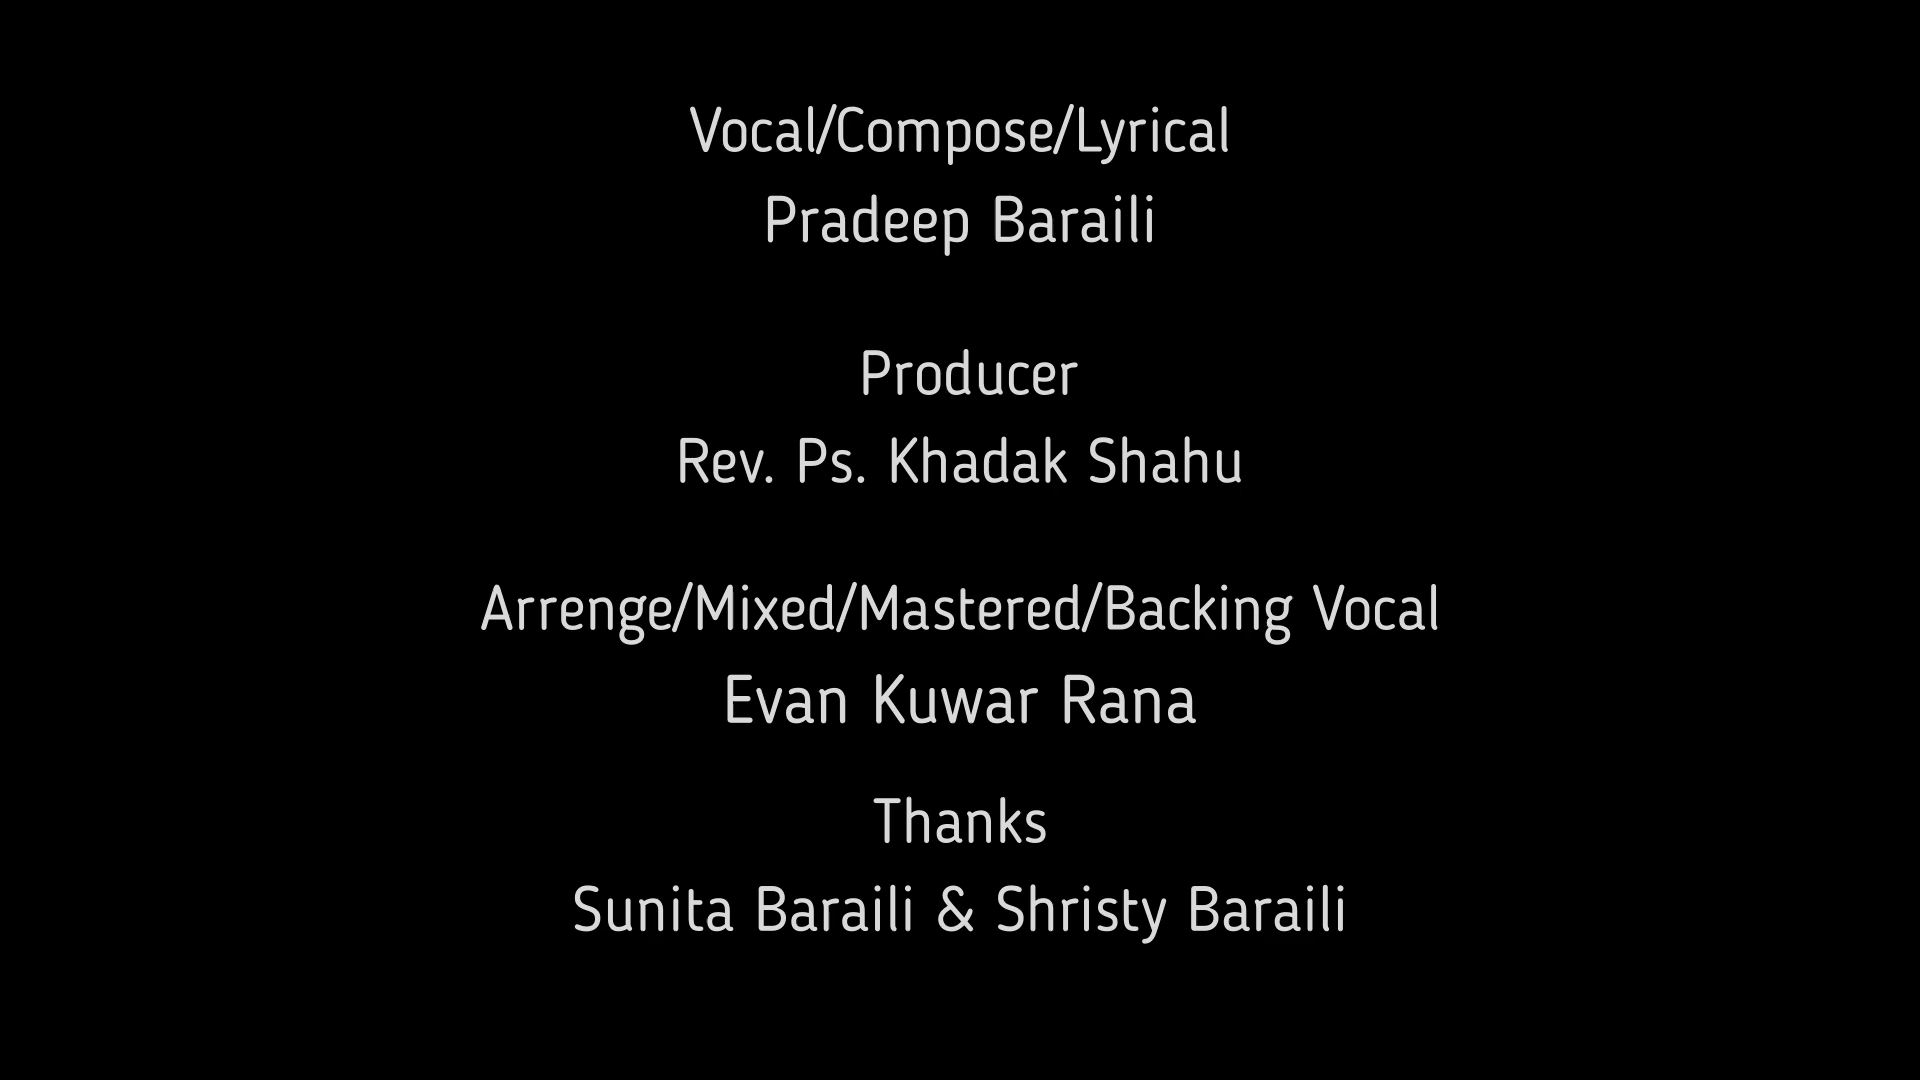 Vocal/Compose/Lyrical
Pradeep Baraili
Producer
Rev. Ps. Khadak Shahu
Arrenge/Mixed/Mastered/Backing Vocal
Evan Kuwar Rana
Thanks
Sunita Baraili & Shristy Baraili